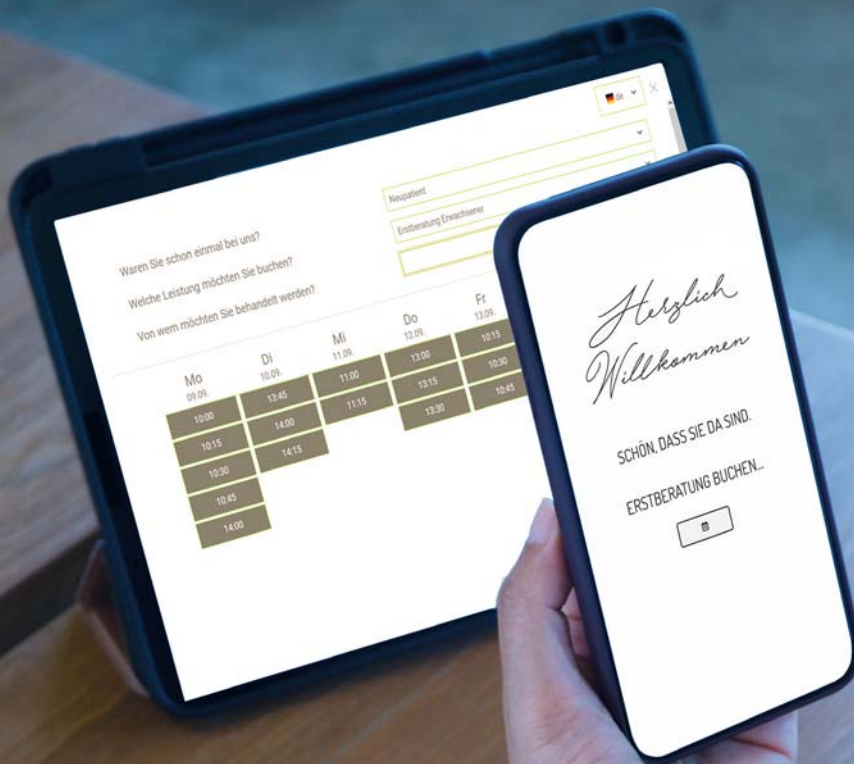 de
Waren Sie schon einmal bei uns?
Neupatient
Welche Leistung möchten Sie buchen?
Erstberatung Erwachsener
Von wem möchten Sie behandelt werden?
Mo Di Mi Do Fr
09.09. 10.09. 11.09. 12.09. 13.09.
10:00 13:45 11:00 13:00 10:15
10:15 14:00 11:15 13:15 10:30
10:30 14:15 13:30 10:45
10:45
14:00
Herzlich
Willkommen
SCHÖN, DASS SIE DA SIND.
ERSTBERATUNG BUCHEN...